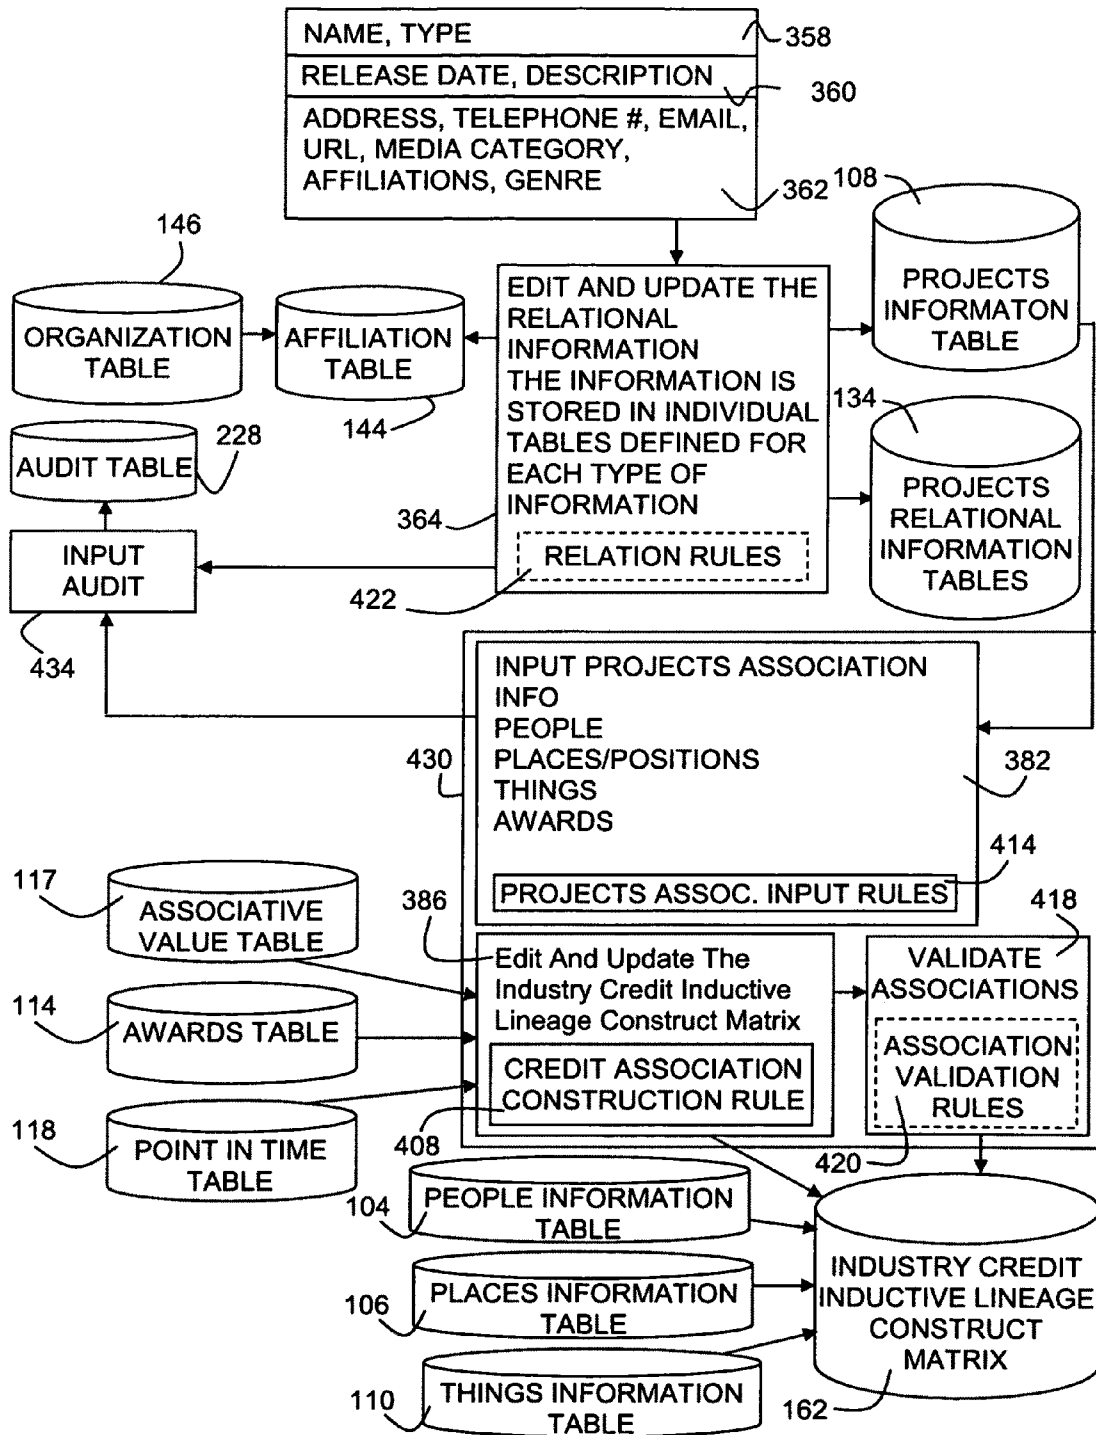 NAME, TYPE
358
RELEASE DATE, DESCRIPTION
360
ADDRESS, TELEPHONE #, EMAIL,
URL, MEDIA CATEGORY,
AFFILIATIONS, GENRE
362
108
146
ORGANIZATION
TABLE
AFFILIATION
TABLE
144
EDIT AND UPDATE THE
RELATIONAL
INFORMATION
THE INFORMATION IS
STORED IN INDIVIDUAL
TABLES DEFINED FOR
EACH TYPE OF
INFORMATION
364
RELATION RULES
422
PROJECTS
INFORMATON
TABLE
134
PROJECTS
RELATIONAL
INFORMATION
TABLES
228
AUDIT TABLE
INPUT
AUDIT
434
INPUT PROJECTS ASSOCIATION
INFO
PEOPLE
PLACES/POSITIONS
THINGS
AWARDS
430
382
414
PROJECTS ASSOC. INPUT RULES
117
ASSOCIATIVE
VALUE TABLE
114
AWARDS TABLE
118
POINT IN TIME
TABLE
386
Edit And Update The
Industry Credit Inductive
Lineage Construct Matrix
CREDIT ASSOCIATION
CONSTRUCTION RULE
408
418
VALIDATE
ASSOCIATIONS
ASSOCIATION
VALIDATION
RULES
420
104
PEOPLE INFORMATION
TABLE
106
PLACES INFORMATION
TABLE
110
THINGS INFORMATION
TABLE
INDUSTRY CREDIT
INDUCTIVE LINEAGE
CONSTRUCT
MATRIX
162